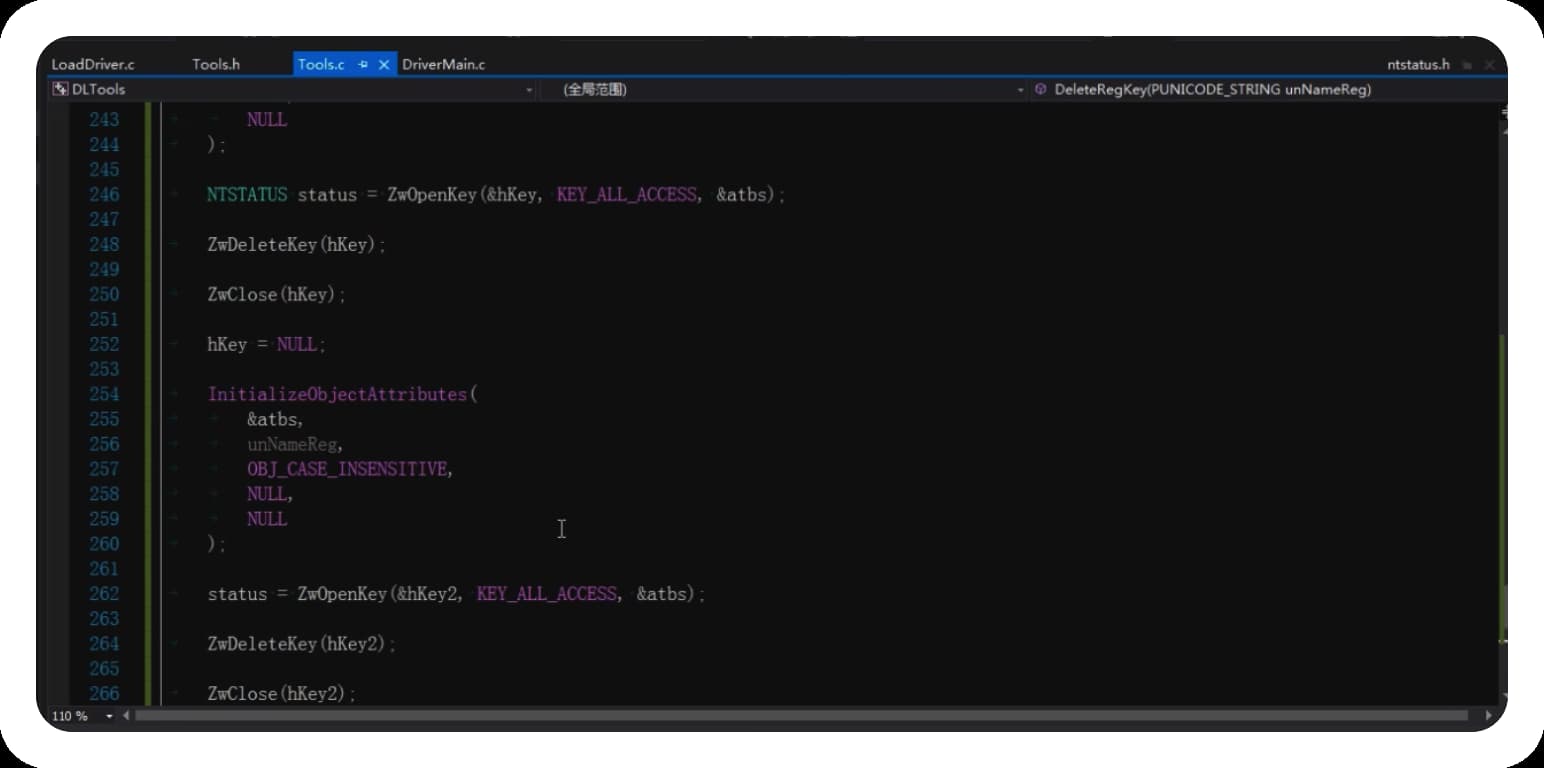 LoadDriver.c Tools.h Tools.c DriverMain.c ntstatus.h
DLTools (全局范围) DeleteRegKey(PUNICODE_STRING unNameReg)
243 NULL
244 );
245
246 NTSTATUS status = ZwOpenKey(&hKey, KEY_ALL_ACCESS, &atbs);
247
248 ZwDeleteKey(hKey);
249
250 ZwClose(hKey);
251
252 hKey = NULL;
253
254 InitializeObjectAttributes(
255 &atbs,
256 unNameReg,
257 OBJ_CASE_INSENSITIVE,
258 NULL,
259 NULL
260 );
261
262 status = ZwOpenKey(&hKey2, KEY_ALL_ACCESS, &atbs);
263
264 ZwDeleteKey(hKey2);
265
266 ZwClose(hKey2);
110 %